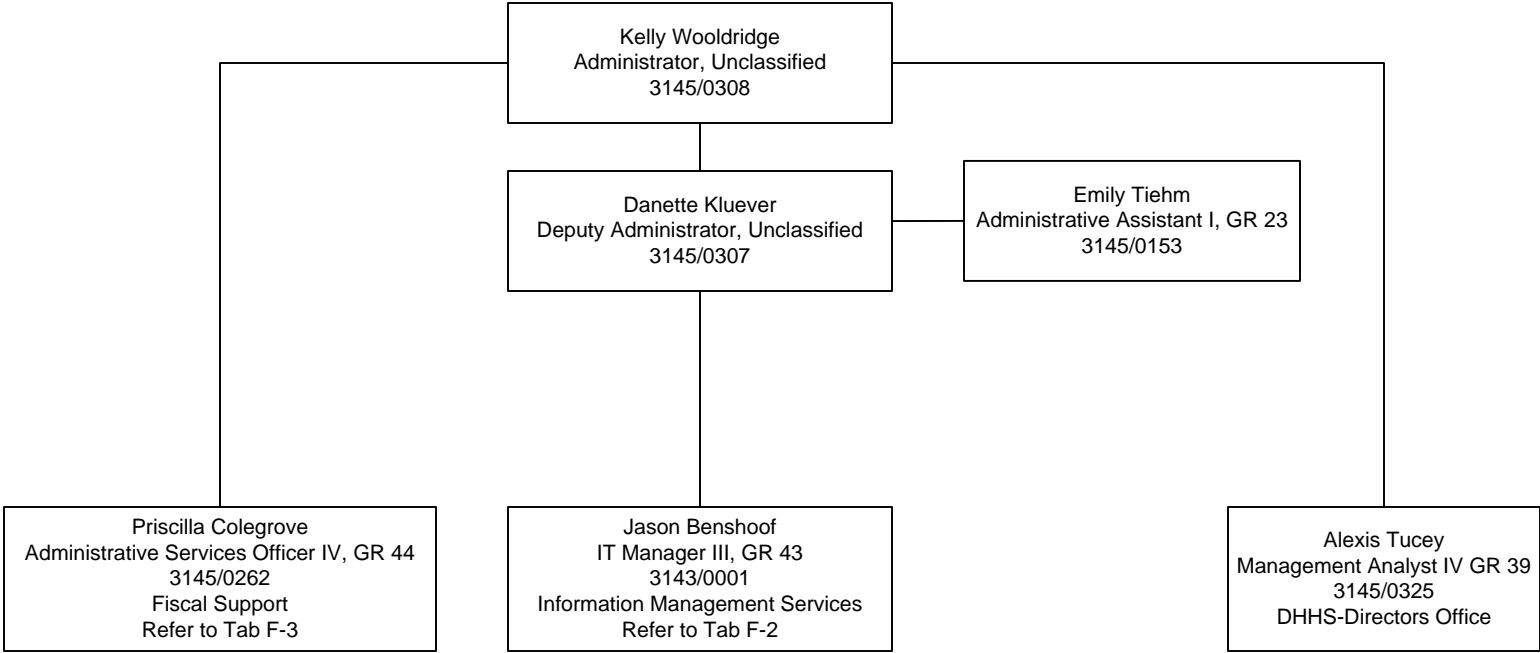 Kelly Wooldridge
Administrator, Unclassified
3145/0308
Danette Kluever
Deputy Administrator, Unclassified
3145/0307
Emily Tiehm
Administrative Assistant I, GR 23
3145/0153
Priscilla Colegrove
Administrative Services Officer IV, GR 44
3145/0262
Fiscal Support
Refer to Tab F-3
Jason Benshoof
IT Manager III, GR 43
3143/0001
Information Management Services
Refer to Tab F-2
Alexis Tucey
Management Analyst IV GR 39
3145/0325
DHHS-Directors Office